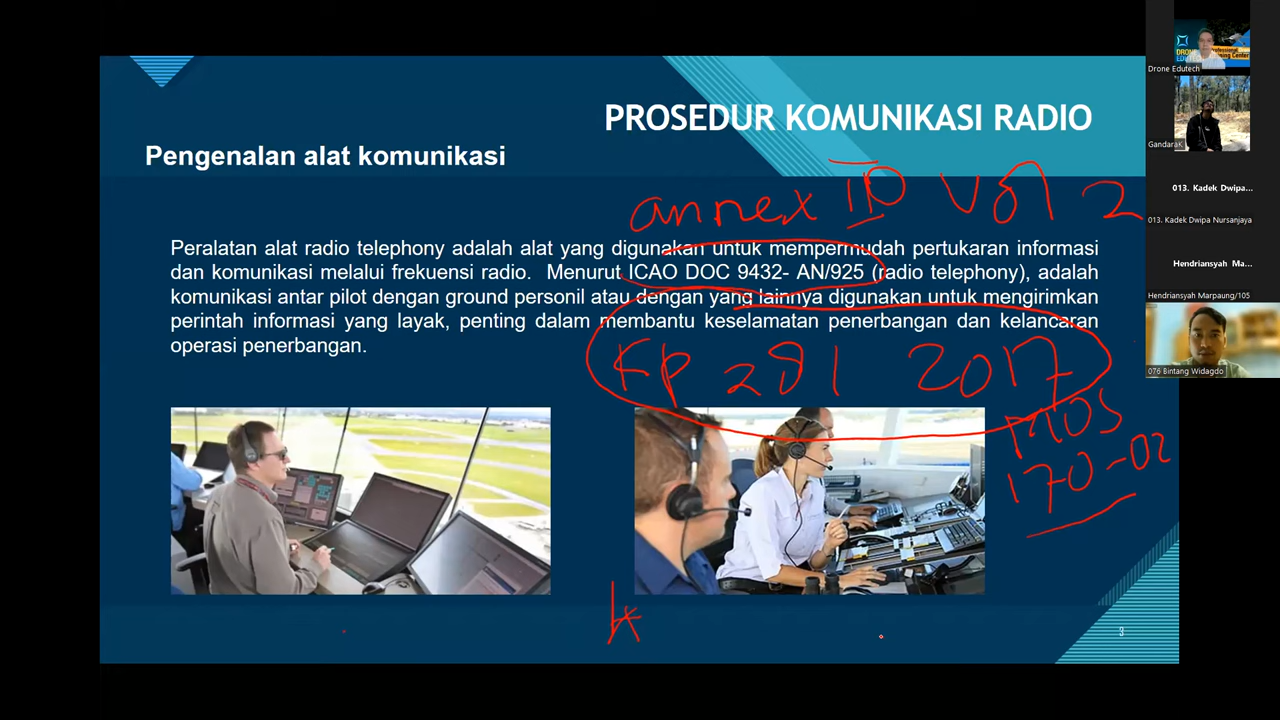 PROSEDUR KOMUNIKASI RADIO
Pengenalan alat komunikasi
annex 10 Vol 2
Peralatan alat radio telephony adalah alat yang digunakan untuk mempermudah pertukaran informasi
dan komunikasi melalui frekuensi radio. Menurut ICAO DOC 9432- AN/925 (radio telephony), adalah
komunikasi antar pilot dengan ground personil atau dengan yang lainnya digunakan untuk mengirimkan
perintah informasi yang layak, penting dalam membantu keselamatan penerbangan dan kelancaran
operasi penerbangan.
KP 281 2017
MOS
170-02
3
Drone Edutech
GandaraK
013. Kadek Dwipa...
013. Kadek Dwipa Nursanjaya
Hendriansyah Ma...
Hendriansyah Marpaung/105
076 Bintang Widagdo